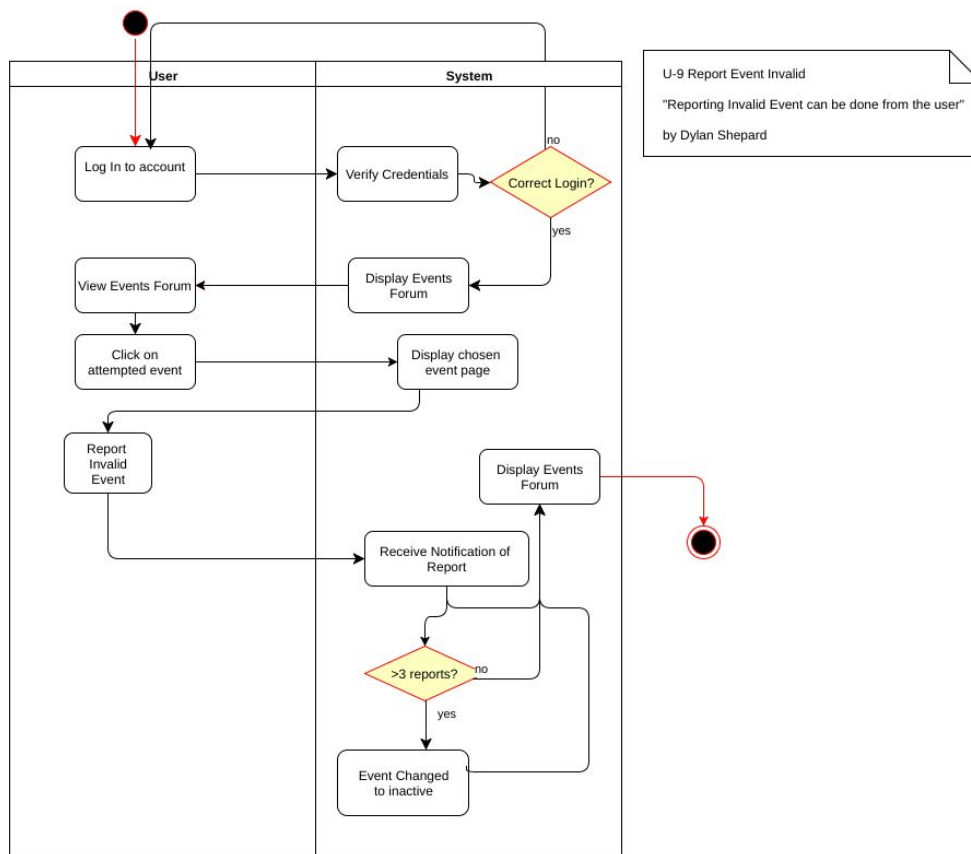 User
System
U-9 Report Event Invalid
"Reporting Invalid Event can be done from the user"
by Dylan Shepard
Log In to account
Verify Credentials
Correct Login?
no
yes
View Events Forum
Display Events
Forum
Click on
attempted event
Display chosen
event page
Report
Invalid
Event
Display Events
Forum
Receive Notification of
Report
>3 reports?
no
yes
Event Changed
to inactive